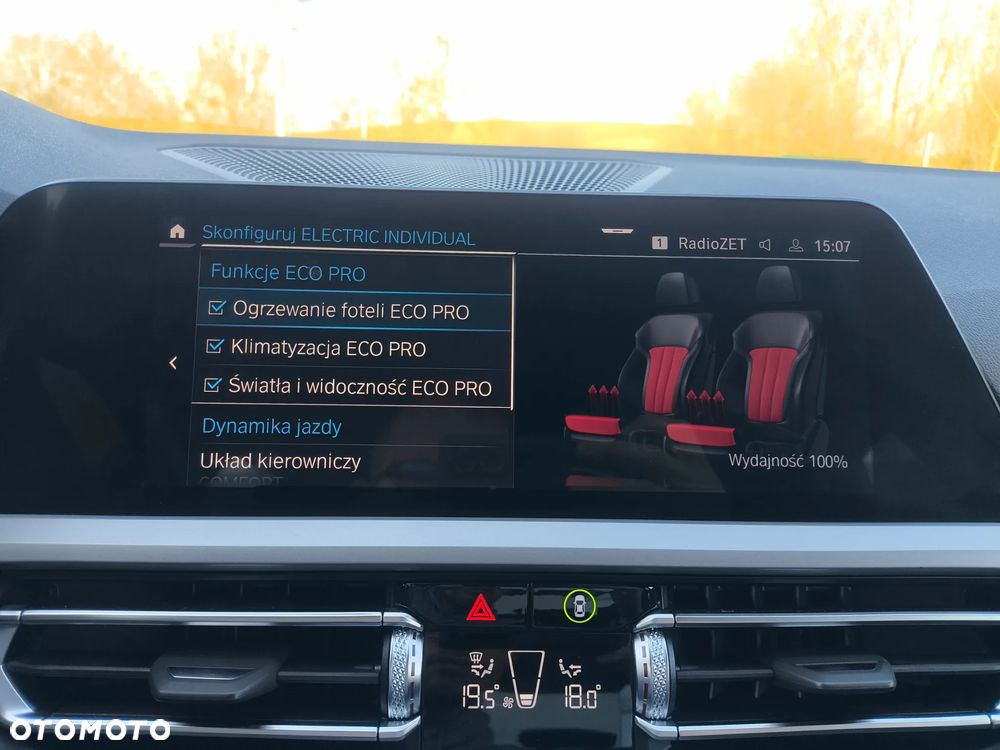 Skonfiguruj ELECTRIC INDIVIDUAL
1 RadioZET 15:07
Funkcje ECO PRO
Ogrzewanie foteli ECO PRO
Klimatyzacja ECO PRO
Światła i widoczność ECO PRO
Dynamika jazdy
Układ kierowniczy
COMFORT
Wydajność 100%
19.5° 18.0°
OTOMOTO